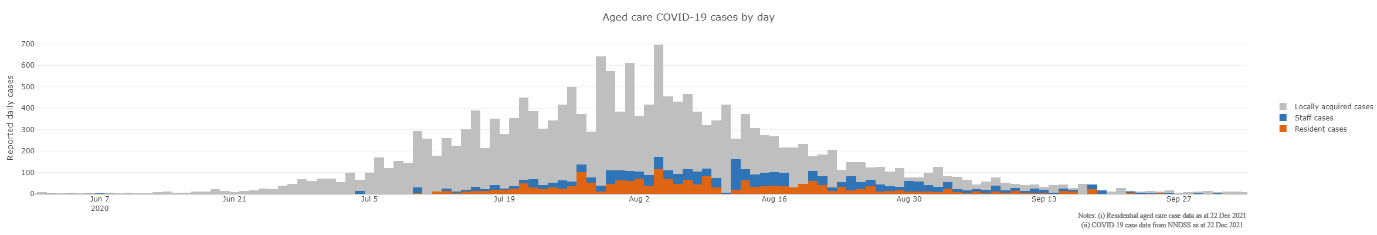 Aged care COVID-19 cases by day
Reported daily cases
700
600
500
400
300
200
100
0
Jun 7
2020
Jun 21
Jul 5
Jul 19
Aug 2
Aug 16
Aug 30
Sep 13
Sep 27
Locally acquired cases
Staff cases
Resident cases
Notes: (i) Residential aged care case data as at 22 Dec 2021
(ii) COVID-19 case data from NNDSS as at 22 Dec 2021